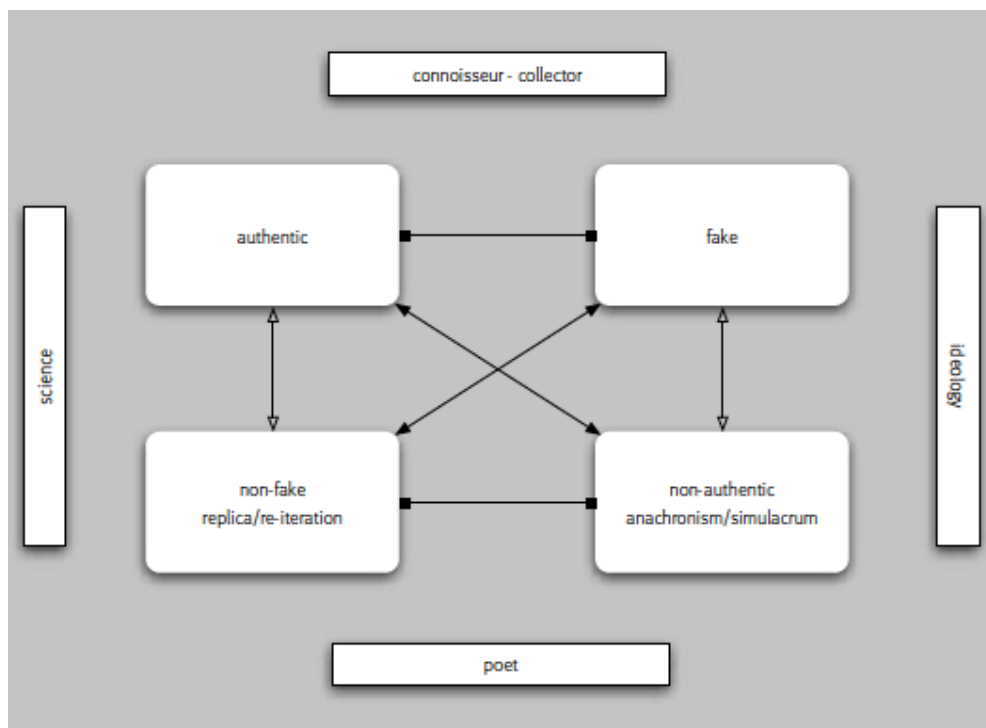 connoisseur - collector
authentic
fake
science
ideology
non-fake
replica/re-iteration
non-authentic
anachronism/simulacrum
poet